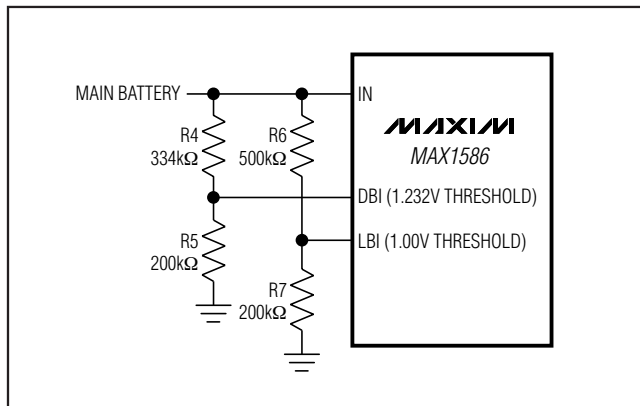 MAIN BATTERY
IN
R4
334kΩ
R6
500kΩ
MAXIM
MAX1586
DBI (1.232V THRESHOLD)
LBI (1.00V THRESHOLD)
R5
200kΩ
R7
200kΩ